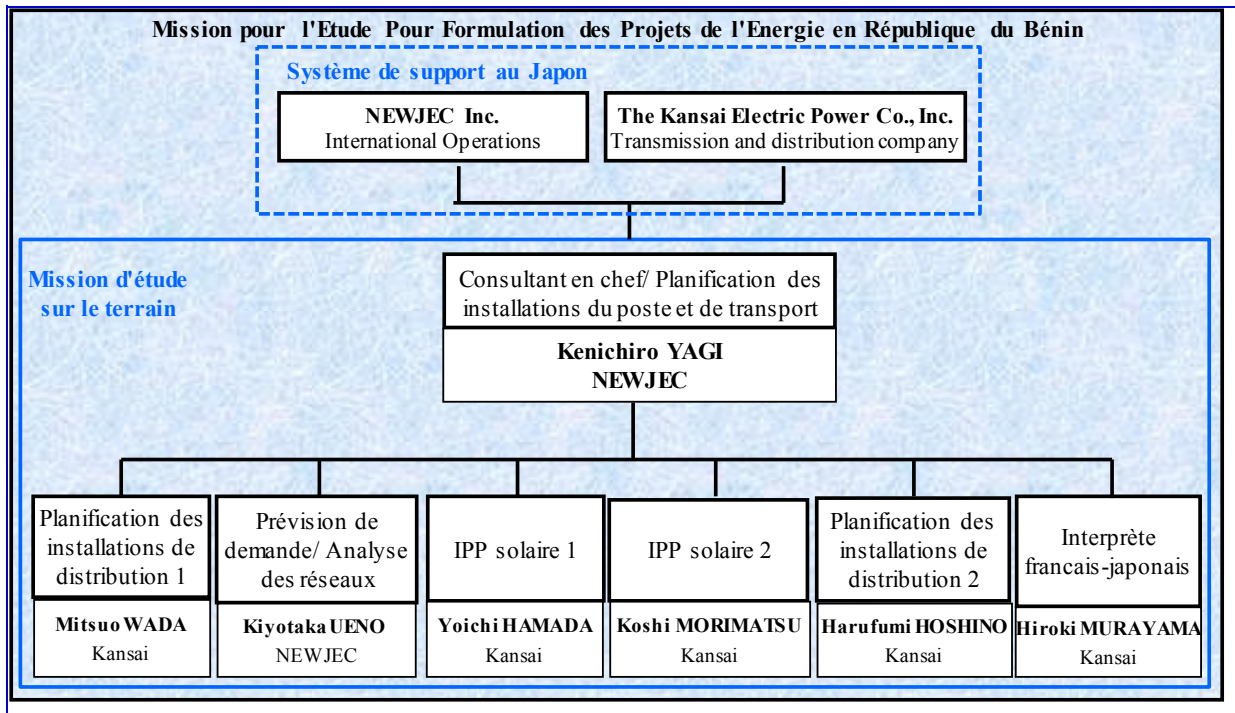 Mission pour l'Etude Pour Formulation des Projets de l'Energie en République du Bénin
Système de support au Japon
NEWJEC Inc.
International Operations
The Kansai Electric Power Co., Inc.
Transmission and distribution company
Mission d'étude
sur le terrain
Consultant en chef/ Planification des
installations du poste et de transport
Kenichiro YAGI
NEWJEC
Planification des
installations de
distribution 1
Mitsuo WADA
Kansai
Prévision de
demande/ Analyse
des réseaux
Kiyotaka UENO
NEWJEC
IPP solaire 1
Yoichi HAMADA
Kansai
IPP solaire 2
Koshi MORIMATSU
Kansai
Planification des
installations de
distribution 2
Harufumi HOSHINO
Kansai
Interprète
francais-japonais
Hiroki MURAYAMA
Kansai